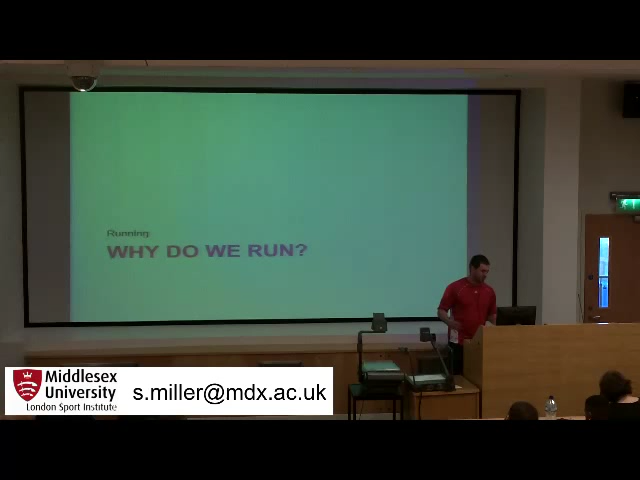 Running
WHY DO WE RUN?
Middlesex
University
London Sport Institute
s.miller@mdx.ac.uk